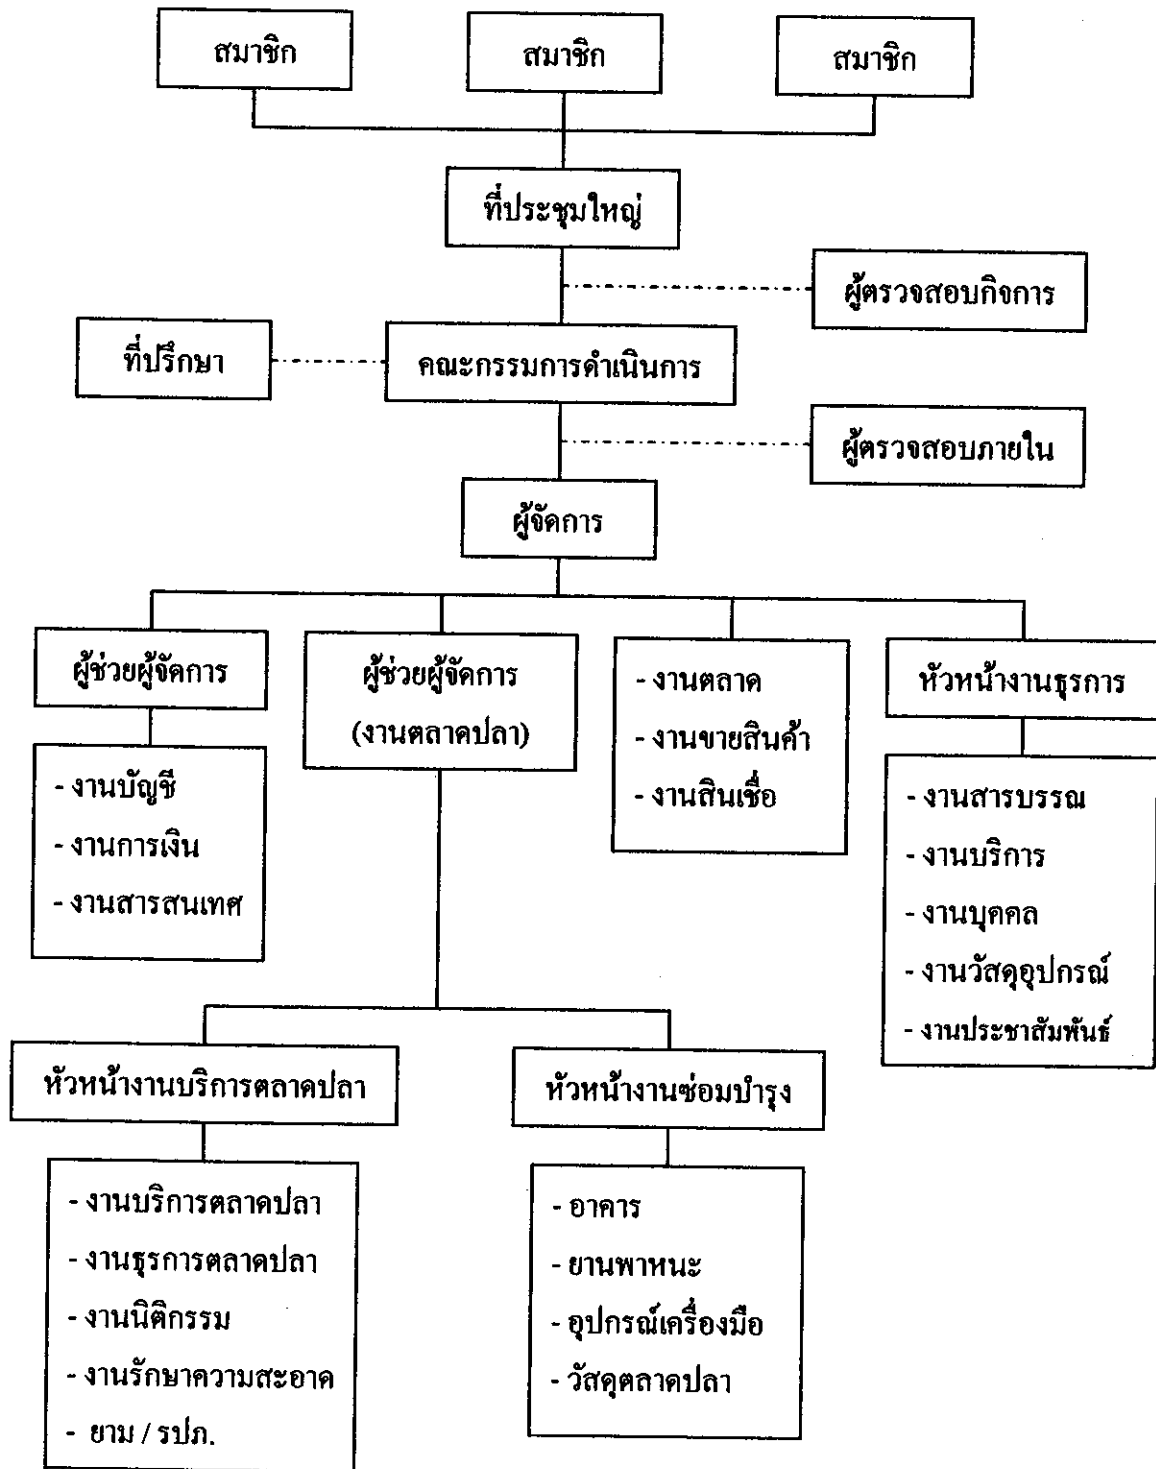 สมาชิก
สมาชิก
สมาชิก
ที่ประชุมใหญ่
ผู้ตรวจสอบกิจการ
ที่ปรึกษา
คณะกรรมการดำเนินการ
ผู้ตรวจสอบภายใน
ผู้จัดการ
ผู้ช่วยผู้จัดการ
- งานบัญชี
- งานการเงิน
- งานสารสนเทศ
ผู้ช่วยผู้จัดการ
(งานตลาดปลา)
- งานตลาด
- งานขายสินค้า
- งานสินเชื่อ
หัวหน้างานธุรการ
- งานสารบรรณ
- งานบริการ
- งานบุคคล
- งานวัสดุอุปกรณ์
- งานประชาสัมพันธ์
หัวหน้างานบริการตลาดปลา
- งานบริการตลาดปลา
- งานธุรการตลาดปลา
- งานนิติกรรม
- งานรักษาความสะอาด
- ยาม / รปภ.
หัวหน้างานซ่อมบำรุง
- อาคาร
- ยานพาหนะ
- อุปกรณ์เครื่องมือ
- วัสดุตลาดปลา